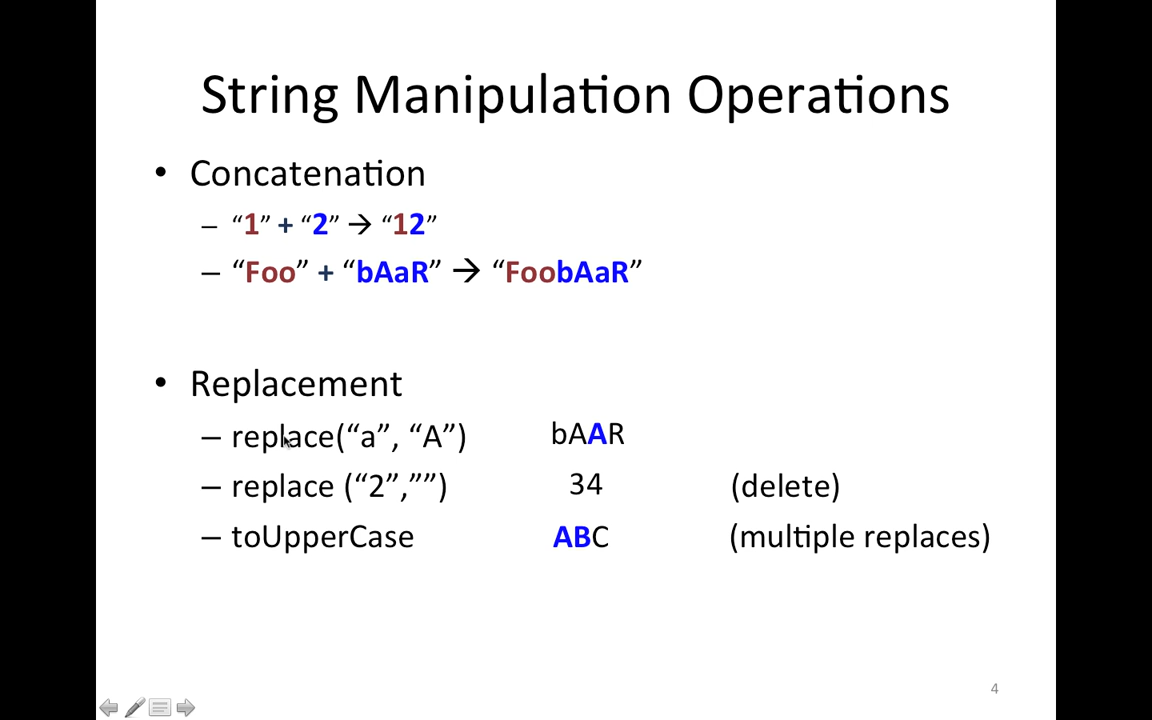 String Manipulation Operations
• Concatenation
– “1” + “2” → “12”
– “Foo” + “bAaR” → “FoobAaR”
• Replacement
– replace(“a”, “A”) bAAR
– replace (“2”,””) 34 (delete)
– toUpperCase ABC (multiple replaces)
4